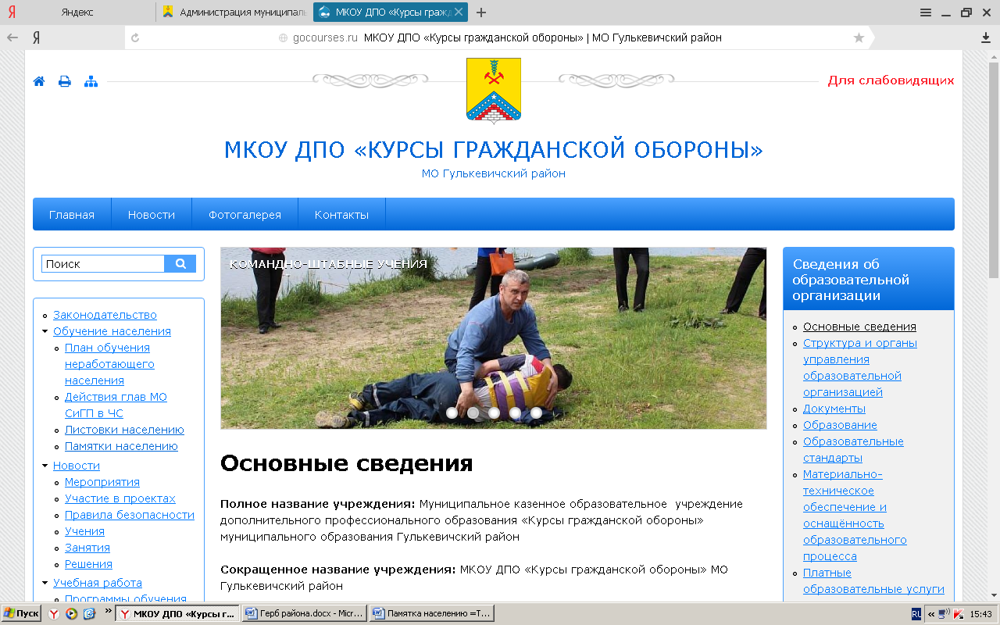 Яндекс
Администрация муниципаль
МКОУ ДПО «Курсы гражд
gocourses.ru МКОУ ДПО «Курсы гражданской обороны» | МО Гулькевичский район
Для слабовидящих
МКОУ ДПО «КУРСЫ ГРАЖДАНСКОЙ ОБОРОНЫ»
МО Гулькевичский район
Главная
Новости
Фотогалерея
Контакты
Поиск
Законодательство
Обучение населения
План обучения
неработающего
населения
Действия глав МО
СиГП в ЧС
Листовки населению
Памятки населению
Новости
Мероприятия
Участие в проектах
Правила безопасности
Учения
Занятия
Решения
Учебная работа
Программы обучения
КОМАНДНО-ШТАБНЫЕ УЧЕНИЯ
Основные сведения
Полное название учреждения: Муниципальное казенное образовательное учреждение
дополнительного профессионального образования «Курсы гражданской обороны»
муниципального образования Гулькевичский район
Сокращенное название учреждения: МКОУ ДПО «Курсы гражданской обороны» МО
Гулькевичский район
Сведения об
образовательной
организации
Основные сведения
Структура и органы
управления
образовательной
организацией
Документы
Образование
Образовательные
стандарты
Материально-
техническое
обеспечение и
оснащённость
образовательного
процесса
Платные
образовательные услуги
Пуск
МКОУ ДПО «Курсы г...
Герб района.docx - Micr...
Памятка населению =Т...
RL
15:43